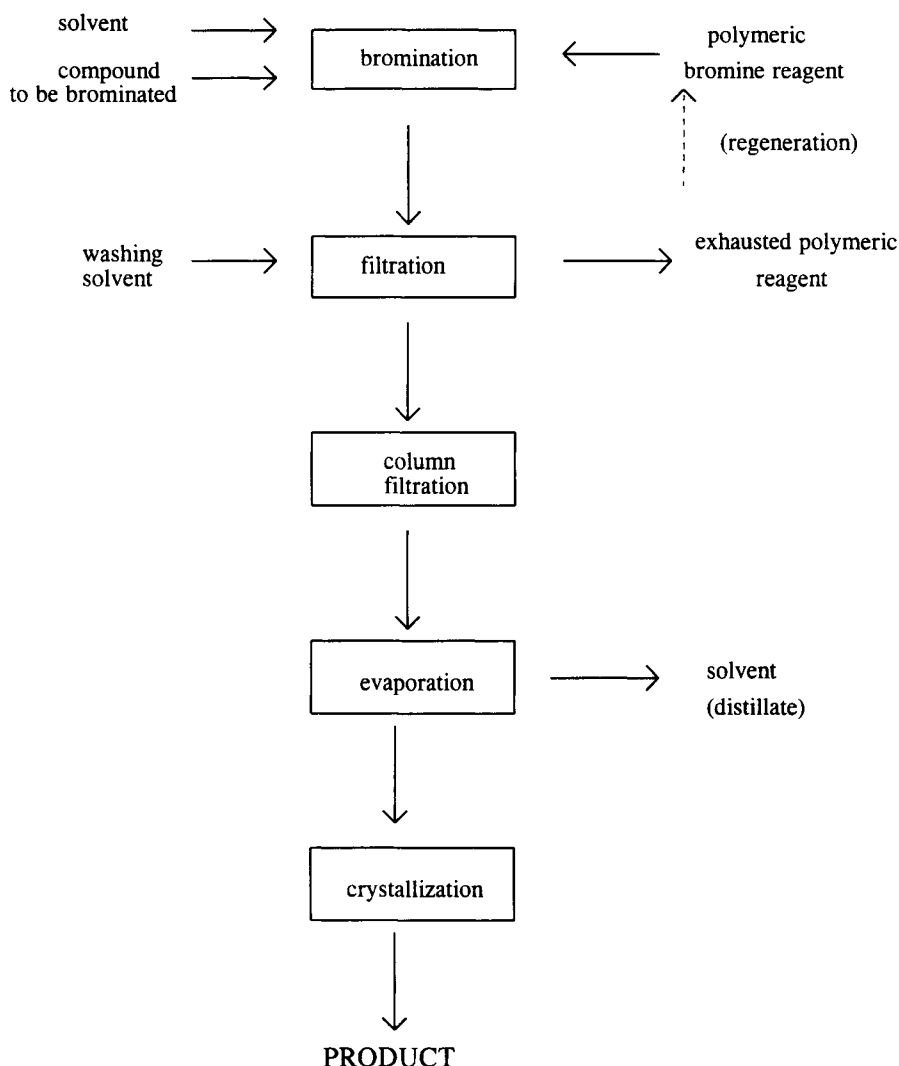 solvent
compound
to be brominated
bromination
polymeric
bromine reagent
(regeneration)
washing
solvent
filtration
exhausted polymeric
reagent
column
filtration
evaporation
solvent
(distillate)
crystallization
PRODUCT